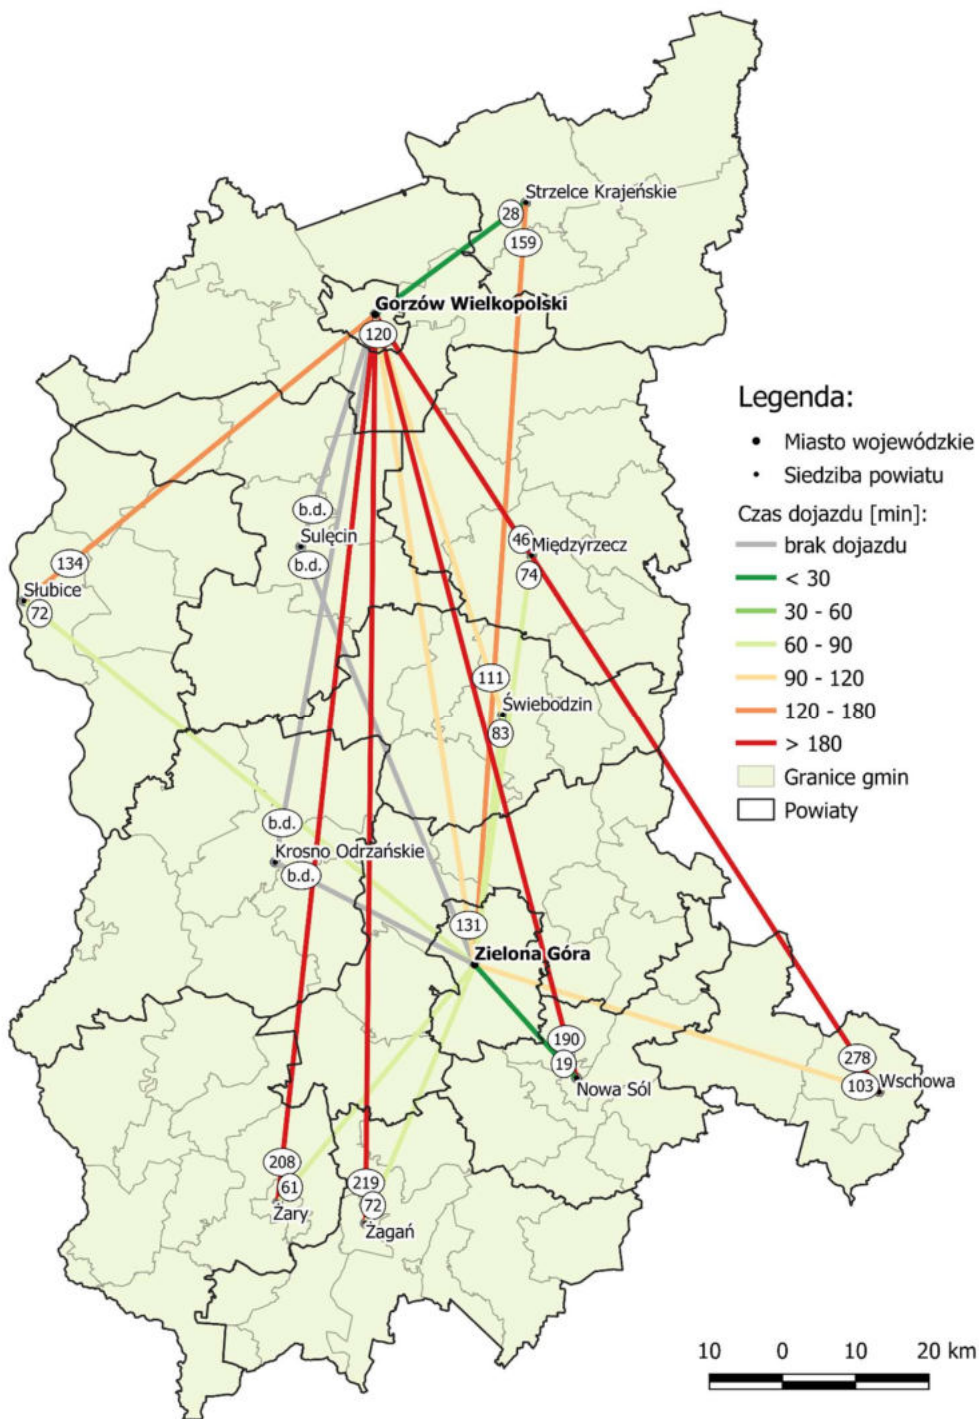 Strzelce Krajeńskie
28
159
Gorzów Wielkopolski
120
Legenda:
Miasto wojewódzkie
Siedziba powiatu
Czas dojazdu [min]:
brak dojazdu
< 30
30 - 60
60 - 90
90 - 120
120 - 180
> 180
Granice gmin
Powiaty
b.d.
Sulęcin
b.d.
46
Międzyrzecz
74
134
Słubice
72
111
Świebodzin
83
b.d.
Krosno Odrzańskie
b.d.
131
Zielona Góra
190
19
Nowa Sól
278
103
Wschowa
208
61
Żary
219
72
Żagań
10 0 10 20 km